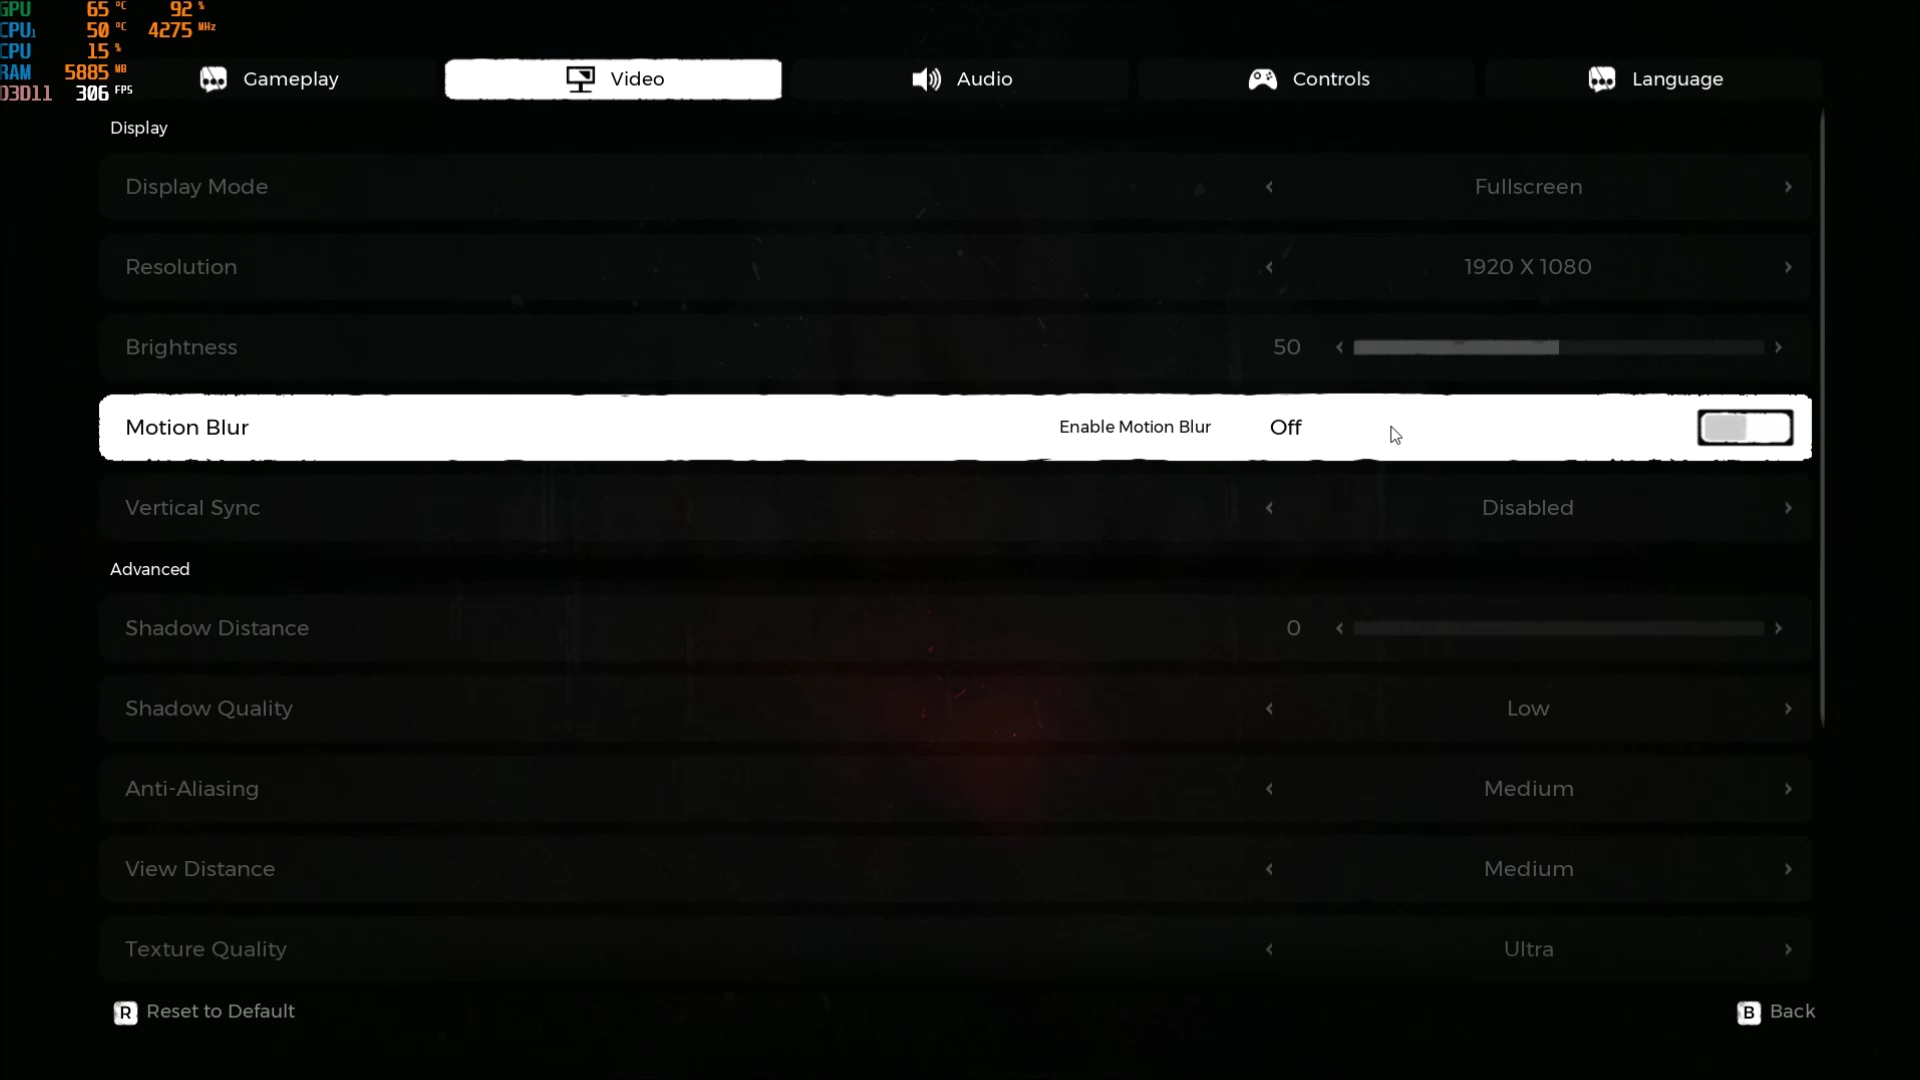 GPU 65 °C 92 %
CPU1 50 °C 4275 MHz
CPU 15 %
RAM 5885 MB
D3D11 306 FPS
Gameplay Video Audio Controls Language
Display
Display Mode Fullscreen
Resolution 1920 X 1080
Brightness 50
Motion Blur Enable Motion Blur Off
Vertical Sync Disabled
Advanced
Shadow Distance 0
Shadow Quality Low
Anti-Aliasing Medium
View Distance Medium
Texture Quality Ultra
R Reset to Default B Back